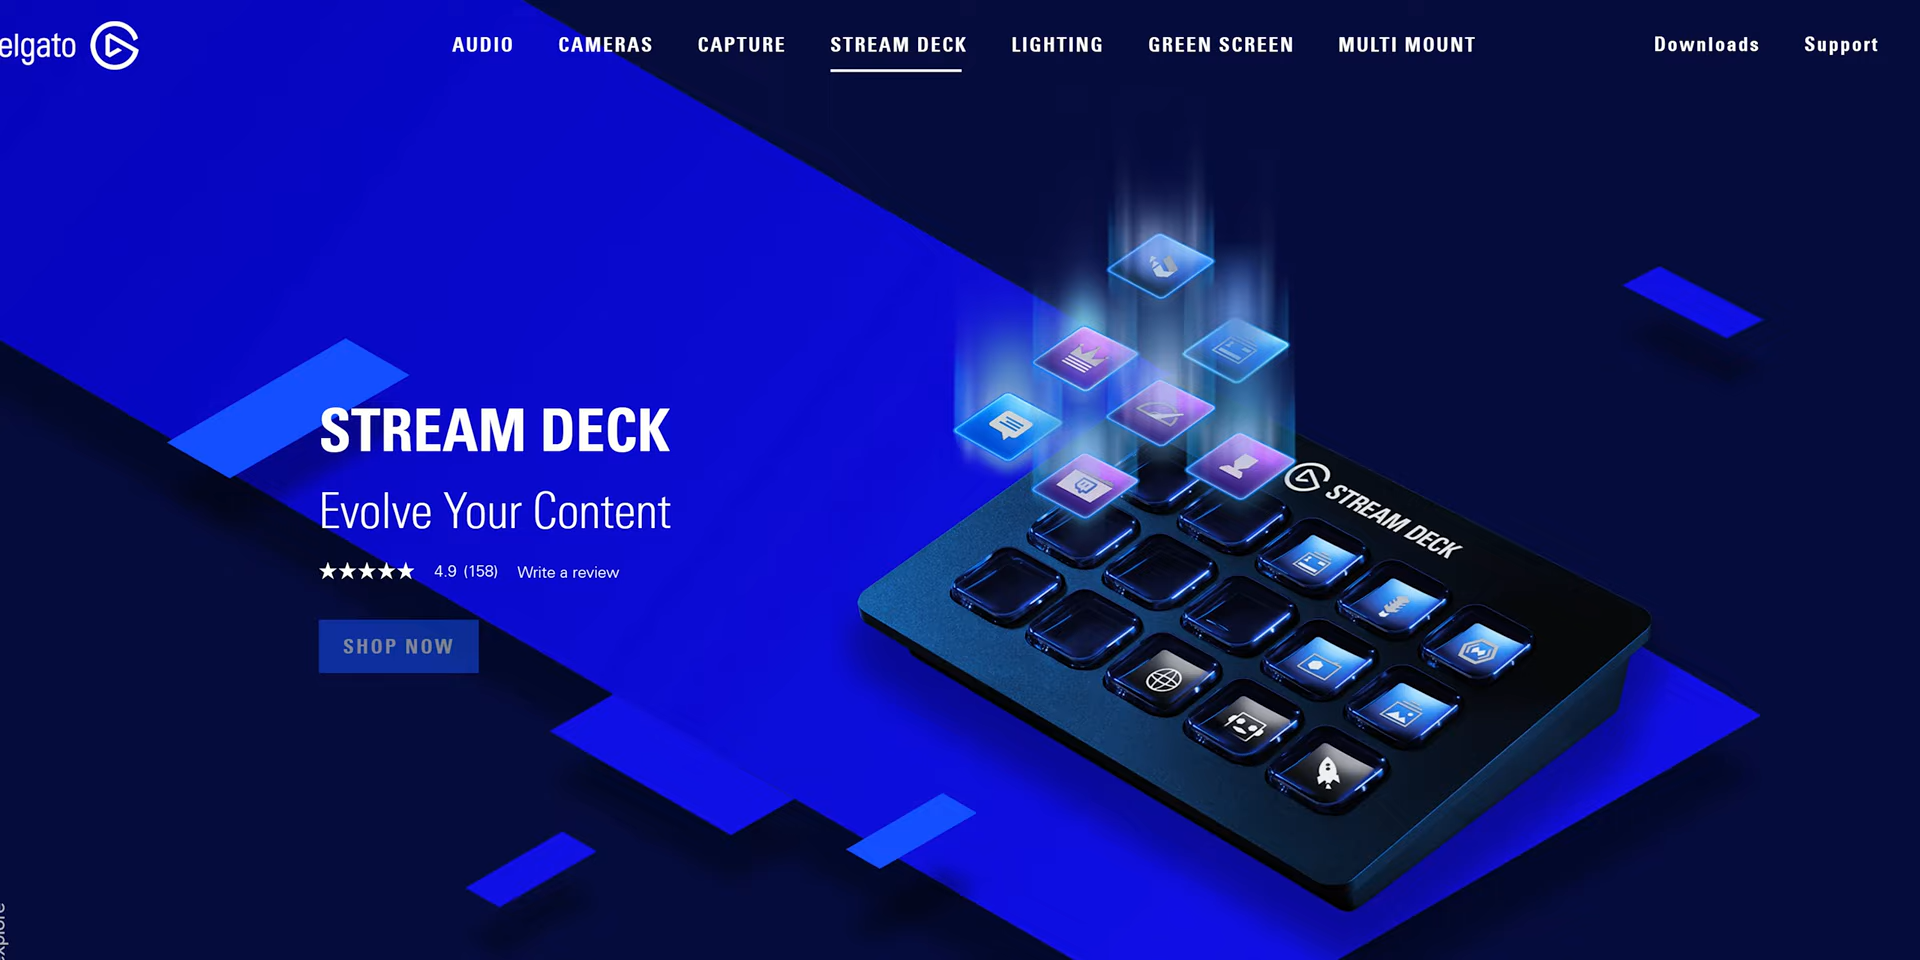 elgato
AUDIO
CAMERAS
CAPTURE
STREAM DECK
LIGHTING
GREEN SCREEN
MULTI MOUNT
Downloads
Support
STREAM DECK
Evolve Your Content
4.9 (158) Write a review
SHOP NOW
STREAM DECK
explore